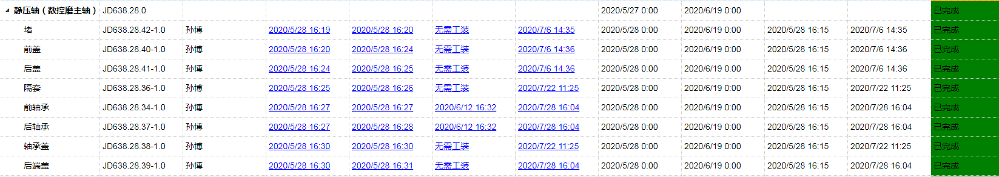 静压轴（数控磨主轴） JD638.28.0 2020/5/27 0:00 2020/6/19 0:00 已完成
堵 JD638.28.42-1.0 孙博 2020/5/28 16:19 2020/5/28 16:20 无需工装 2020/7/6 14:35 2020/5/28 0:00 2020/6/19 0:00 2020/5/28 16:15 2020/7/6 14:35 已完成
前盖 JD638.28.40-1.0 孙博 2020/5/28 16:20 2020/5/28 16:24 无需工装 2020/7/6 14:36 2020/5/28 0:00 2020/6/19 0:00 2020/5/28 16:15 2020/7/6 14:36 已完成
后盖 JD638.28.41-1.0 孙博 2020/5/28 16:24 2020/5/28 16:25 无需工装 2020/7/6 14:36 2020/5/28 0:00 2020/6/19 0:00 2020/5/28 16:15 2020/7/6 14:36 已完成
隔套 JD638.28.36-1.0 孙博 2020/5/28 16:25 2020/5/28 16:26 无需工装 2020/7/22 11:25 2020/5/28 0:00 2020/6/19 0:00 2020/5/28 16:15 2020/7/22 11:25 已完成
前轴承 JD638.28.34-1.0 孙博 2020/5/28 16:27 2020/5/28 16:27 2020/6/12 16:32 2020/7/28 16:04 2020/5/28 0:00 2020/6/19 0:00 2020/5/28 16:15 2020/7/28 16:04 已完成
后轴承 JD638.28.37-1.0 孙博 2020/5/28 16:27 2020/5/28 16:28 2020/6/12 16:32 2020/7/28 16:04 2020/5/28 0:00 2020/6/19 0:00 2020/5/28 16:15 2020/7/28 16:04 已完成
轴承盖 JD638.28.38-1.0 孙博 2020/5/28 16:30 2020/5/28 16:30 无需工装 2020/7/22 11:25 2020/5/28 0:00 2020/6/19 0:00 2020/5/28 16:15 2020/7/22 11:25 已完成
后端盖 JD638.28.39-1.0 孙博 2020/5/28 16:30 2020/5/28 16:31 无需工装 2020/7/28 16:04 2020/5/28 0:00 2020/6/19 0:00 2020/5/28 16:15 2020/7/28 16:04 已完成